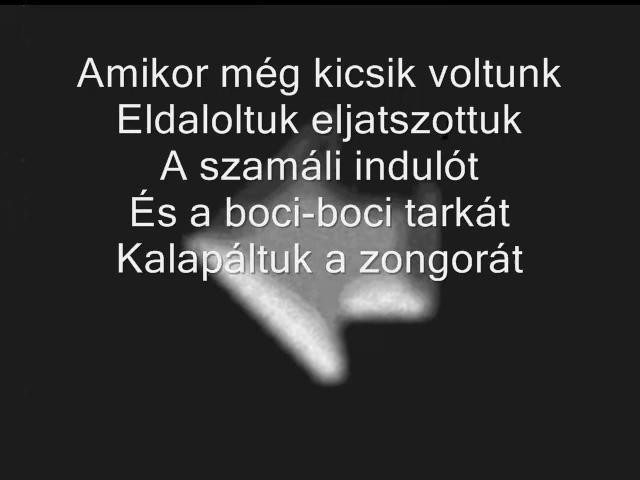 Amikor még kicsik voltunk
Eldaloltuk eljatszottuk
A szamáli indulót
És a boci-boci tarkát
Kalapáltuk a zongorát